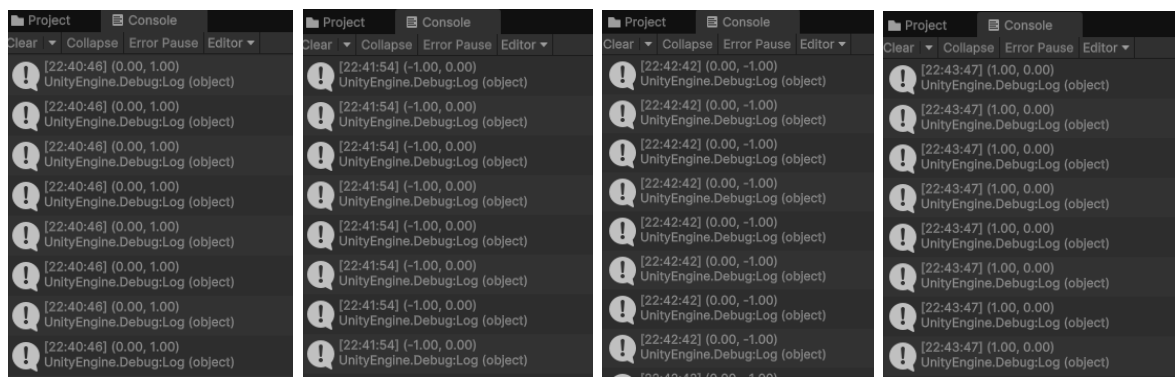 Project Console
Clear Collapse Error Pause Editor
[22:40:46] (0.00, 1.00)
UnityEngine.Debug:Log (object)
[22:40:46] (0.00, 1.00)
UnityEngine.Debug:Log (object)
[22:40:46] (0.00, 1.00)
UnityEngine.Debug:Log (object)
[22:40:46] (0.00, 1.00)
UnityEngine.Debug:Log (object)
[22:40:46] (0.00, 1.00)
UnityEngine.Debug:Log (object)
[22:40:46] (0.00, 1.00)
UnityEngine.Debug:Log (object)
[22:40:46] (0.00, 1.00)
UnityEngine.Debug:Log (object)
[22:40:46] (0.00, 1.00)
UnityEngine.Debug:Log (object)
Project Console
Clear Collapse Error Pause Editor
[22:41:54] (-1.00, 0.00)
UnityEngine.Debug:Log (object)
[22:41:54] (-1.00, 0.00)
UnityEngine.Debug:Log (object)
[22:41:54] (-1.00, 0.00)
UnityEngine.Debug:Log (object)
[22:41:54] (-1.00, 0.00)
UnityEngine.Debug:Log (object)
[22:41:54] (-1.00, 0.00)
UnityEngine.Debug:Log (object)
[22:41:54] (-1.00, 0.00)
UnityEngine.Debug:Log (object)
[22:41:54] (-1.00, 0.00)
UnityEngine.Debug:Log (object)
[22:41:54] (-1.00, 0.00)
UnityEngine.Debug:Log (object)
Project Console
Clear Collapse Error Pause Editor
[22:42:42] (0.00, -1.00)
UnityEngine.Debug:Log (object)
[22:42:42] (0.00, -1.00)
UnityEngine.Debug:Log (object)
[22:42:42] (0.00, -1.00)
UnityEngine.Debug:Log (object)
[22:42:42] (0.00, -1.00)
UnityEngine.Debug:Log (object)
[22:42:42] (0.00, -1.00)
UnityEngine.Debug:Log (object)
[22:42:42] (0.00, -1.00)
UnityEngine.Debug:Log (object)
[22:42:42] (0.00, -1.00)
UnityEngine.Debug:Log (object)
[22:42:42] (0.00, -1.00)
UnityEngine.Debug:Log (object)
Project Console
Clear Collapse Error Pause Editor
[22:43:47] (1.00, 0.00)
UnityEngine.Debug:Log (object)
[22:43:47] (1.00, 0.00)
UnityEngine.Debug:Log (object)
[22:43:47] (1.00, 0.00)
UnityEngine.Debug:Log (object)
[22:43:47] (1.00, 0.00)
UnityEngine.Debug:Log (object)
[22:43:47] (1.00, 0.00)
UnityEngine.Debug:Log (object)
[22:43:47] (1.00, 0.00)
UnityEngine.Debug:Log (object)
[22:43:47] (1.00, 0.00)
UnityEngine.Debug:Log (object)
[22:43:47] (1.00, 0.00)
UnityEngine.Debug:Log (object)